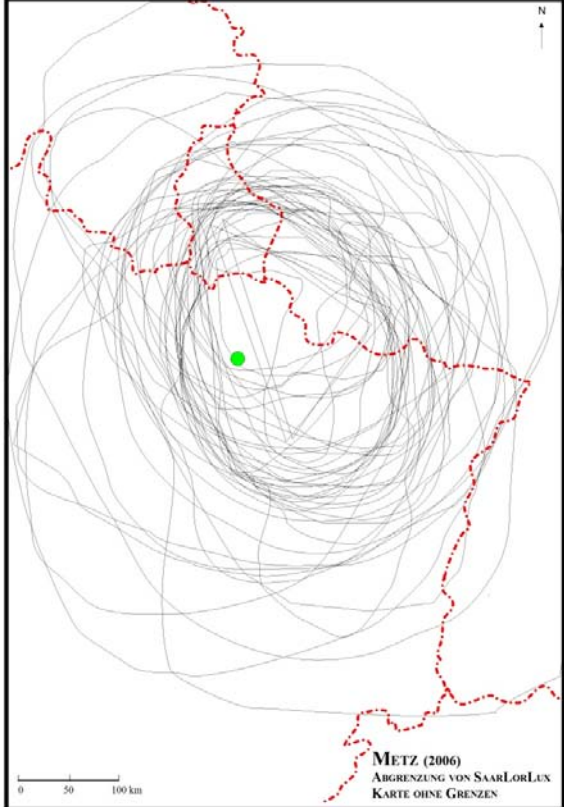 N
0 50 100 km
METZ (2006)
ABGRENZUNG VON SAARLORLUX
KARTE OHNE GRENZEN